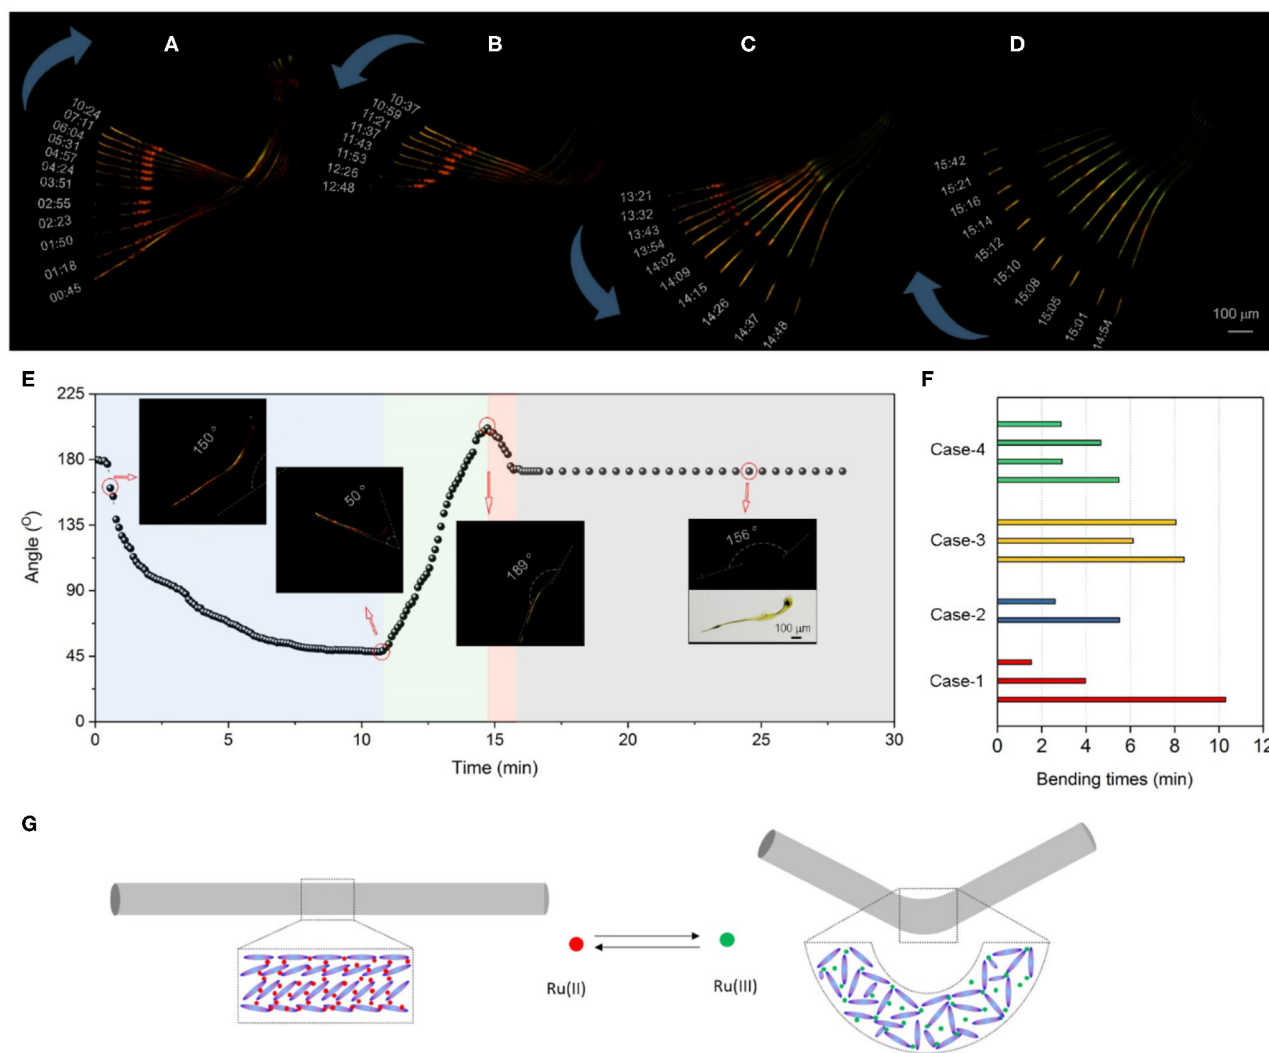 A
B
C
D
10:24
07:11
06:04
05:31
04:57
04:24
03:51
02:55
02:23
01:50
01:18
00:45
10:37
10:59
11:21
11:37
11:43
11:53
12:26
12:48
13:21
13:32
13:43
13:54
14:02
14:09
14:15
14:26
14:37
14:48
15:42
15:21
15:16
15:14
15:12
15:10
15:08
15:05
15:01
14:54
100 μm
E
225
180
135
90
45
0
Angle (°)
150°
50°
189°
156°
100 μm
0 5 10 15 20 25 30
Time (min)
F
Case-4
Case-3
Case-2
Case-1
0 2 4 6 8 10 12
Bending times (min)
G
Ru(II)
Ru(III)